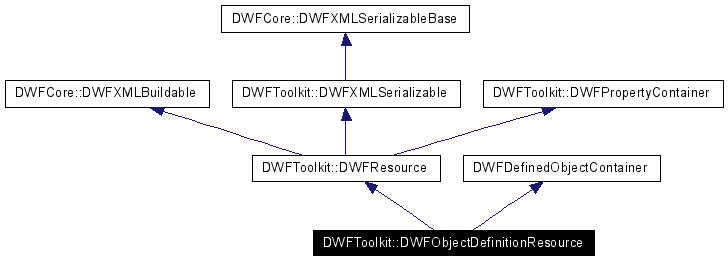 DWFCore::DWFXMLSerializableBase
DWFCore::DWFXMLBuildable
DWFToolkit::DWFXMLSerializable
DWFToolkit::DWFPropertyContainer
DWFToolkit::DWFResource
DWFDefinedObjectContainer
DWFToolkit::DWFObjectDefinitionResource